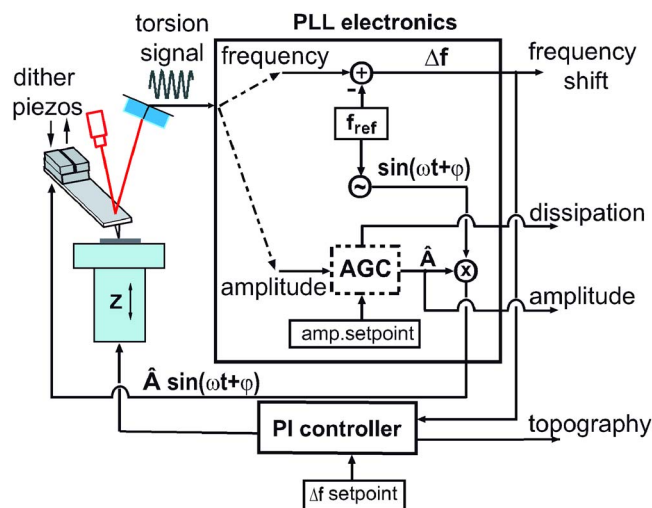 PLL electronics
torsion
signal
dither
piezos
frequency
+
-
Δf
frequency
shift
f_ref
~
sin(ωt+φ)
dissipation
AGC
Â
x
amplitude
amplitude
amp.setpoint
z
Â sin(ωt+φ)
PI controller
topography
Δf setpoint